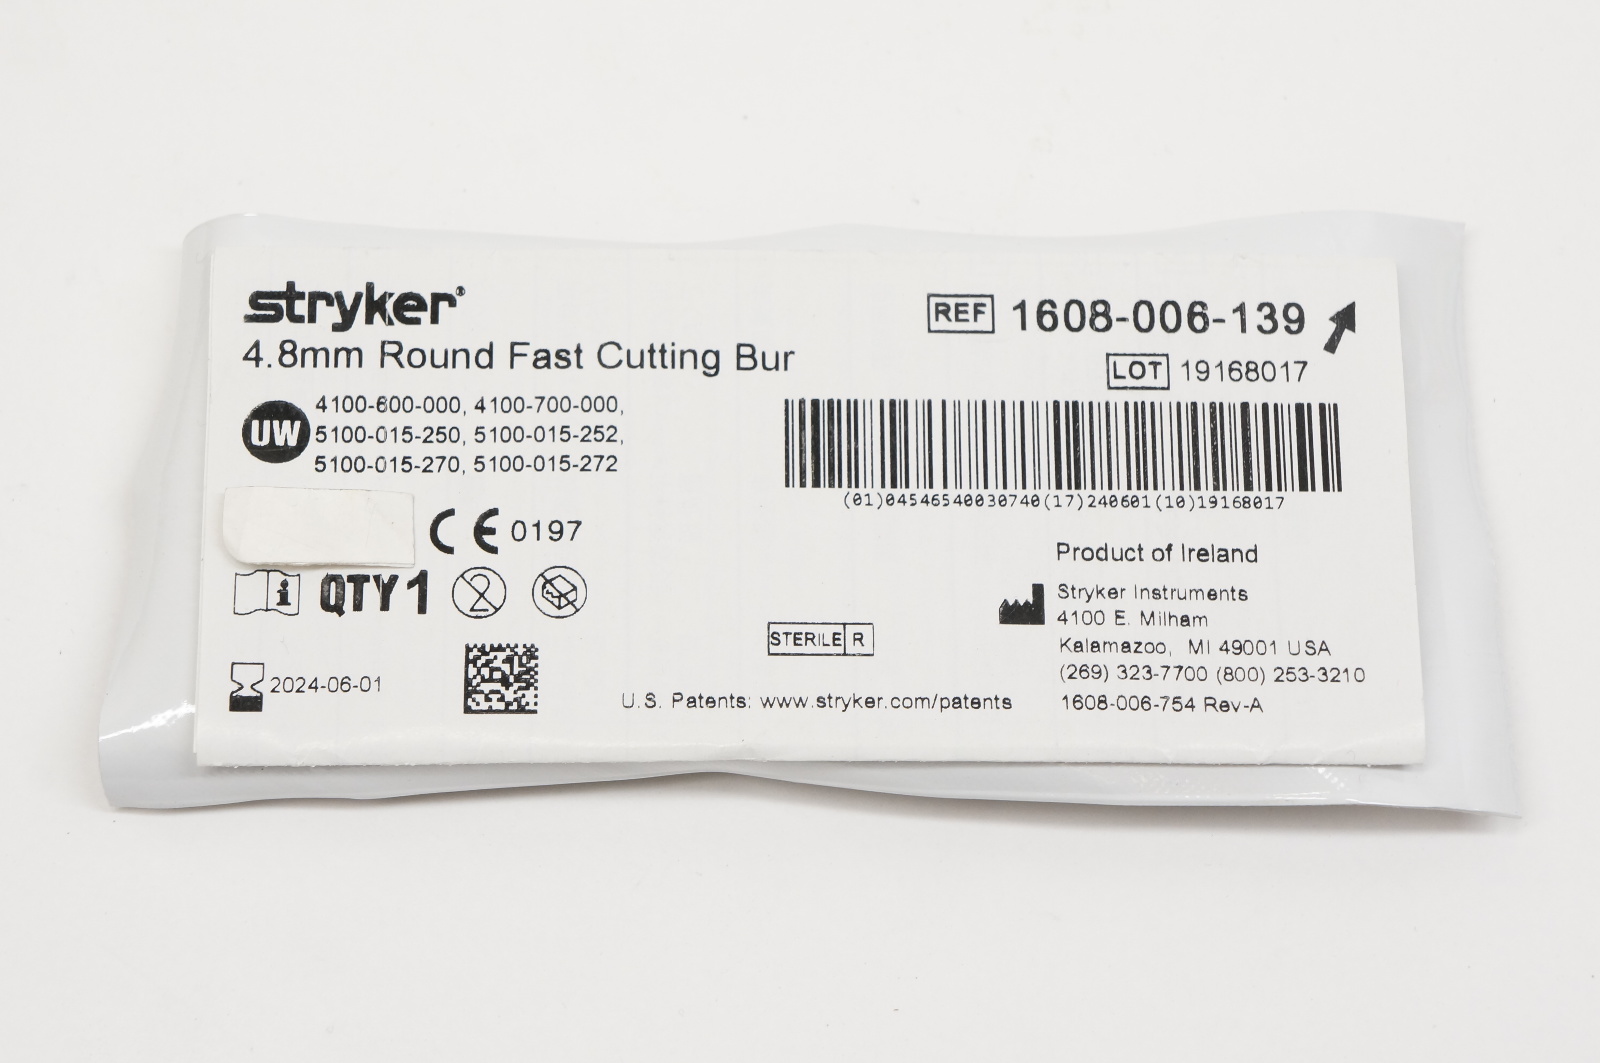 stryker®
4.8mm Round Fast Cutting Bur
UW
4100-600-000, 4100-700-000,
5100-015-250, 5100-015-252,
5100-015-270, 5100-015-272
CE 0197
i QTY 1 2
2024-06-01
REF 1608-006-139
LOT 19168017
(01)04546540030740(17)240601(10)19168017
Product of Ireland
Stryker Instruments
4100 E. Milham
Kalamazoo, MI 49001 USA
(269) 323-7700 (800) 253-3210
1608-006-754 Rev-A
STERILE R
U.S. Patents: www.stryker.com/patents